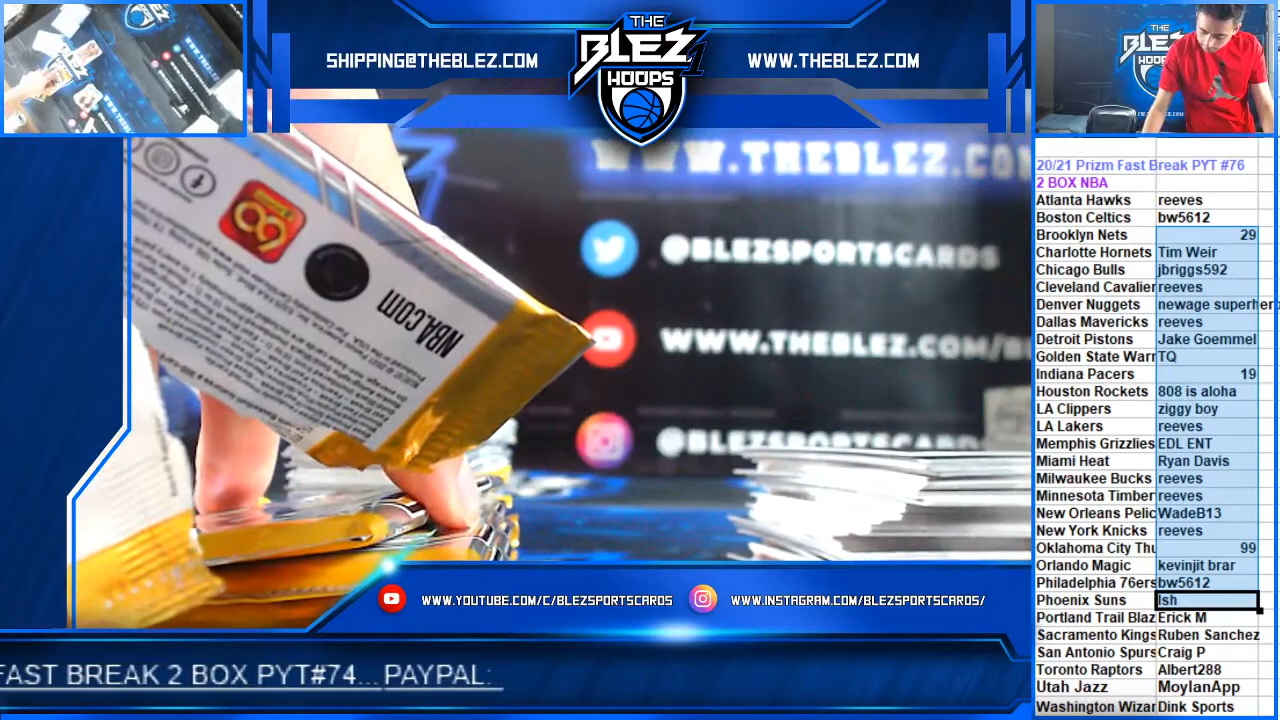 THE
BLEZ
HOOPS
1
SHIPPING@THEBLEZ.COM
WWW.THEBLEZ.COM
WWW.THEBLEZ.CO
@BLEZSPORTSCARDS
WWW.THEBLEZ.COM/B
@BLEZSPORTSCARDS
NBA.COM
WWW.YOUTUBE.COM/C/BLEZSPORTSCARDS
WWW.INSTAGRAM.COM/BLEZSPORTSCARDS/
FAST BREAK 2 BOX PYT#74... PAYPAL:
20/21 Prizm Fast Break PYT #76
2 BOX NBA
Atlanta Hawks reeves
Boston Celtics bw5612
Brooklyn Nets 29
Charlotte Hornets Tim Weir
Chicago Bulls jbriggs592
Cleveland Cavalier reeves
Denver Nuggets newage superhero
Dallas Mavericks reeves
Detroit Pistons Jake Goemmel
Golden State Warr TQ
Indiana Pacers 19
Houston Rockets 808 is aloha
LA Clippers ziggy boy
LA Lakers reeves
Memphis Grizzlies EDL ENT
Miami Heat Ryan Davis
Milwaukee Bucks reeves
Minnesota Timber reeves
New Orleans Pelic WadeB13
New York Knicks reeves
Oklahoma City Thu 99
Orlando Magic kevinjit brar
Philadelphia 76ers bw5612
Phoenix Suns Ish
Portland Trail Blaz Erick M
Sacramento Kings Ruben Sanchez
San Antonio Spurs Craig P
Toronto Raptors Albert288
Utah Jazz MoylanApp
Washington Wizar Dink Sports